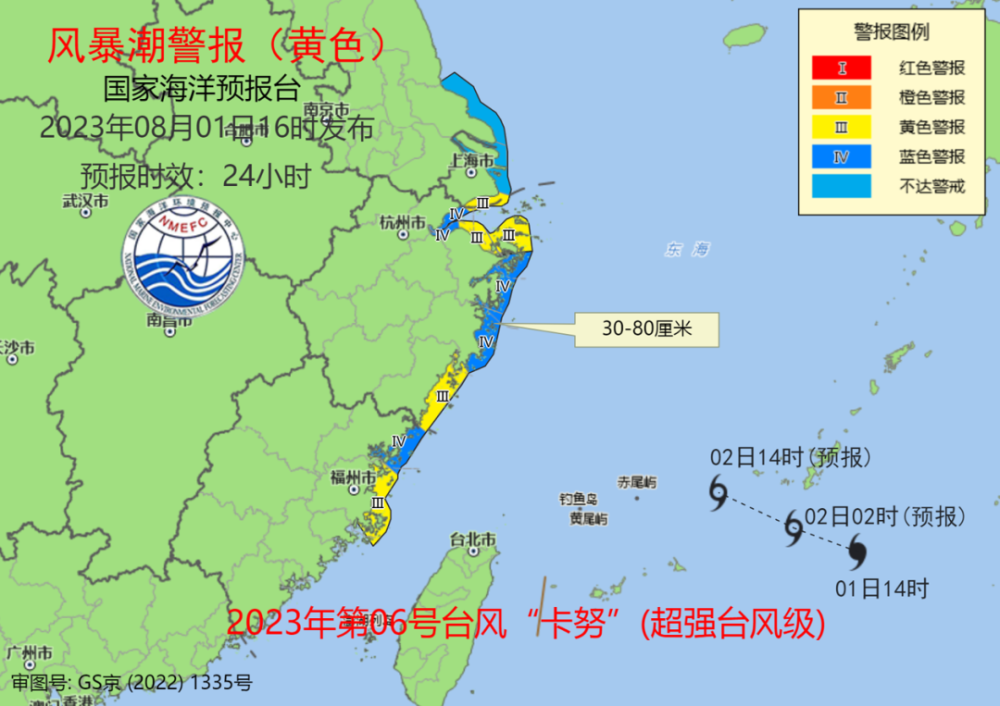 风暴潮警报（黄色）
国家海洋预报台
2023年08月01日16时发布
预报时效：24小时
警报图例
I 红色警报
II 橙色警报
III 黄色警报
IV 蓝色警报
不达警戒
南京市
合肥市
上海市
武汉市
杭州市
国家海洋环境预报中心
NMEFC
NATIONAL MARINE ENVIRONMENTAL FORECASTING CENTER
南昌市
长沙市
III
IV
IV
III
III
IV
IV
III
IV
III
东海
30-80厘米
福州市
台北市
钓鱼岛
黄尾屿
赤尾屿
02日14时(预报)
02日02时(预报)
01日14时
2023年第06号台风“卡努”(超强台风级)
广州市
审图号: GS京 (2022) 1335号
澳门
香港